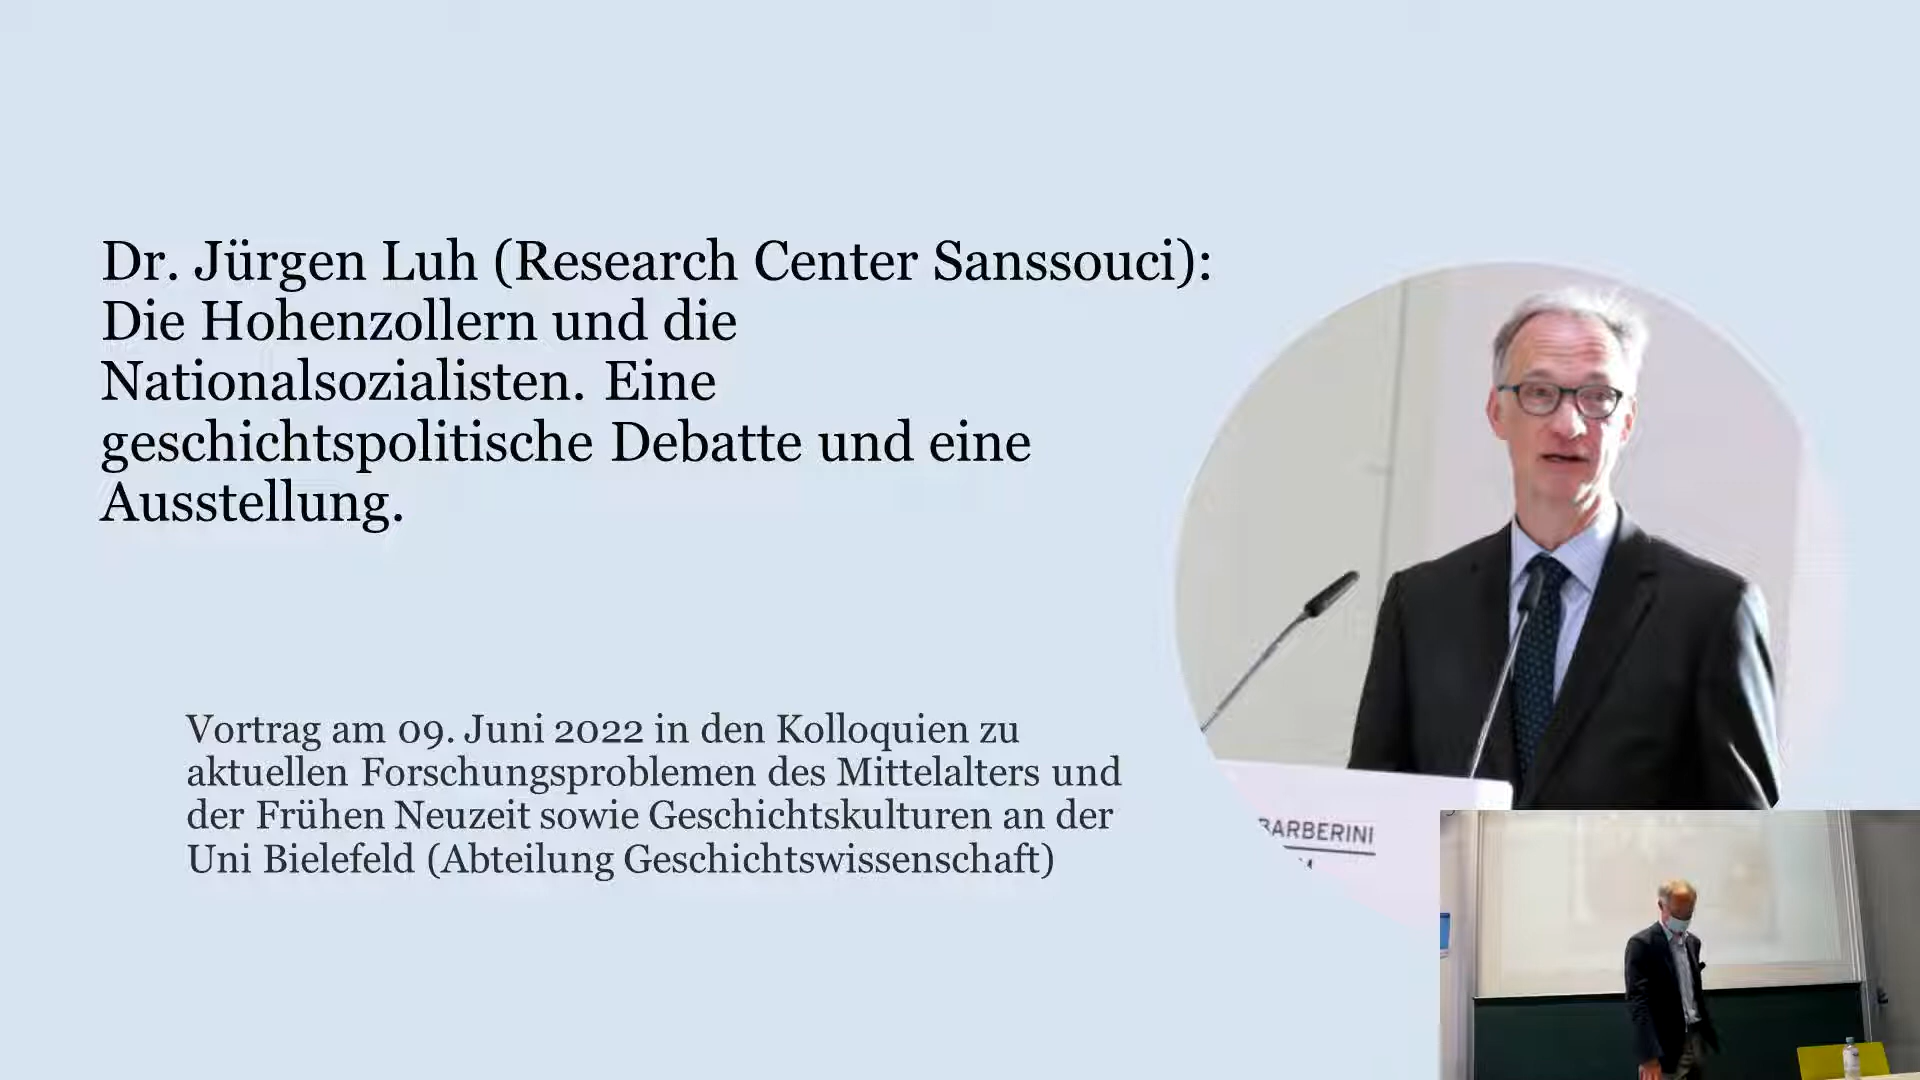 Dr. Jürgen Luh (Research Center Sanssouci):
Die Hohenzollern und die
Nationalsozialisten. Eine
geschichtspolitische Debatte und eine
Ausstellung.
Vortrag am 09. Juni 2022 in den Kolloquien zu
aktuellen Forschungsproblemen des Mittelalters und
der Frühen Neuzeit sowie Geschichtskulturen an der
Uni Bielefeld (Abteilung Geschichtswissenschaft)
BARBERINI